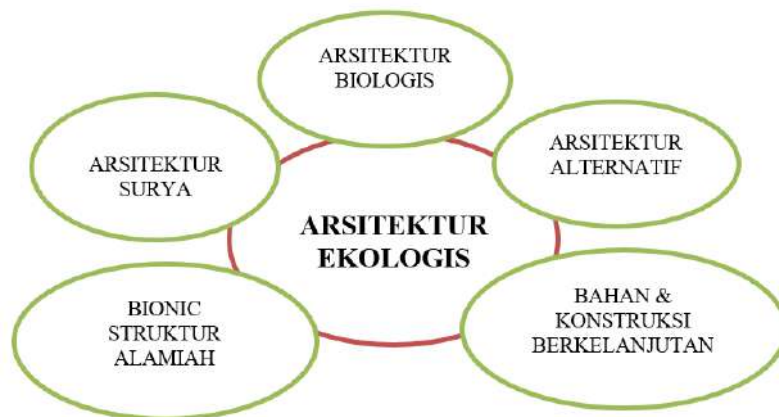 ARSITEKTUR
BIOLOGIS
ARSITEKTUR
SURYA
ARSITEKTUR
ALTERNATIF
ARSITEKTUR
EKOLOGIS
BIONIC
STRUKTUR
ALAMIAH
BAHAN &
KONSTRUKSI
BERKELANJUTAN